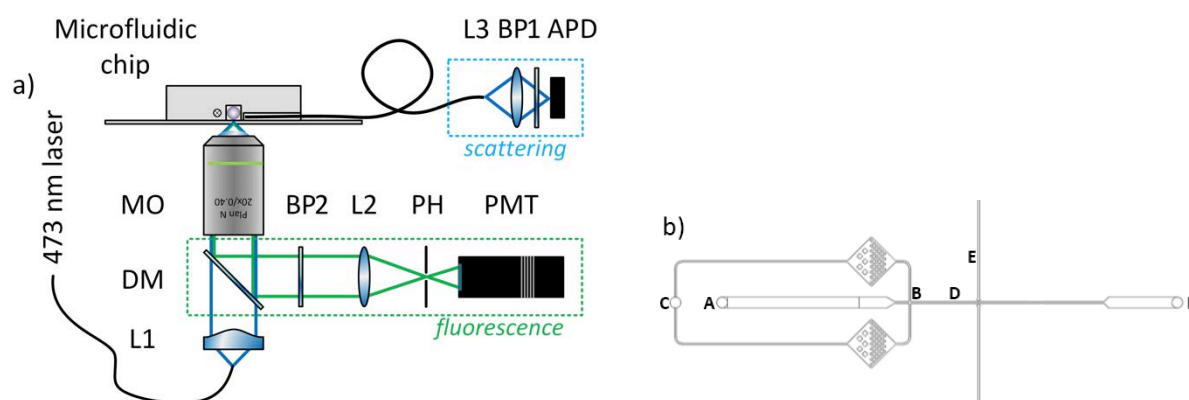 Microfluidic
chip
a)
L3 BP1 APD
scattering
473 nm laser
MO
Plan N
20x/0.40
BP2
L2
PH
PMT
DM
fluorescence
L1
b)
E
C
A
B
D